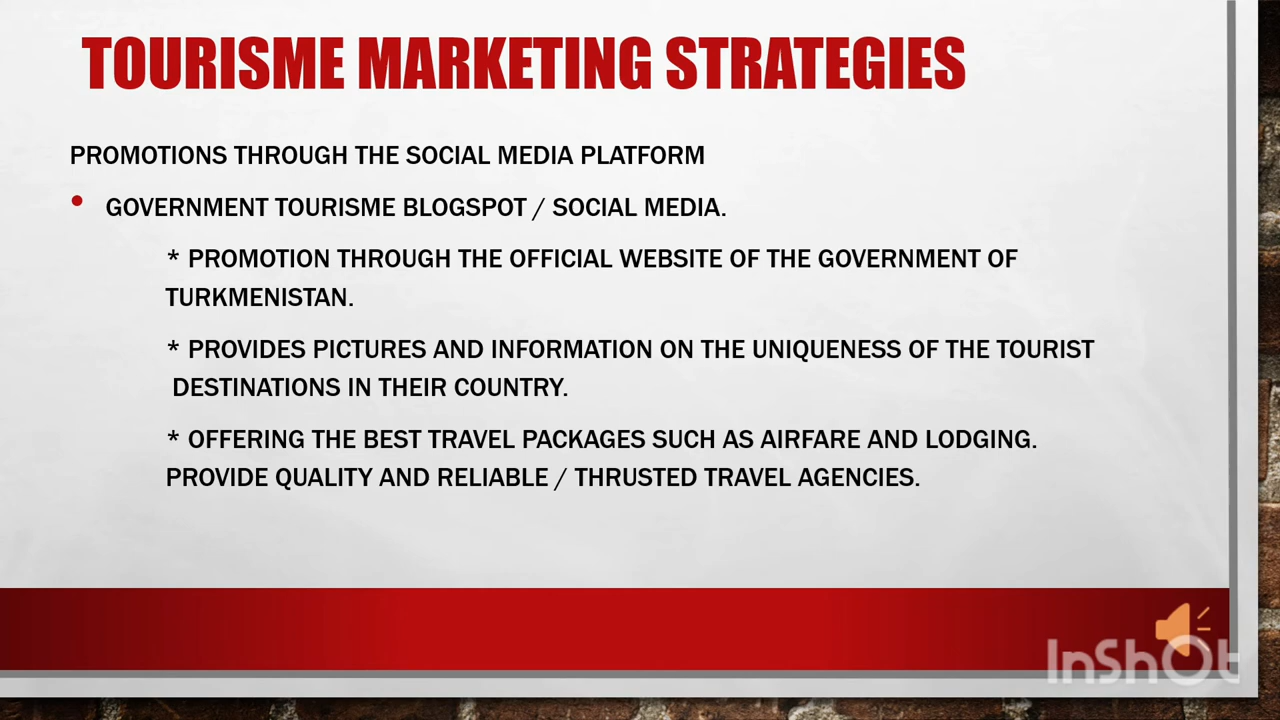 TOURISME MARKETING STRATEGIES
PROMOTIONS THROUGH THE SOCIAL MEDIA PLATFORM
• GOVERNMENT TOURISME BLOGSPOT / SOCIAL MEDIA.
* PROMOTION THROUGH THE OFFICIAL WEBSITE OF THE GOVERNMENT OF
TURKMENISTAN.
* PROVIDES PICTURES AND INFORMATION ON THE UNIQUENESS OF THE TOURIST
DESTINATIONS IN THEIR COUNTRY.
* OFFERING THE BEST TRAVEL PACKAGES SUCH AS AIRFARE AND LODGING.
PROVIDE QUALITY AND RELIABLE / THRUSTED TRAVEL AGENCIES.
InShOt